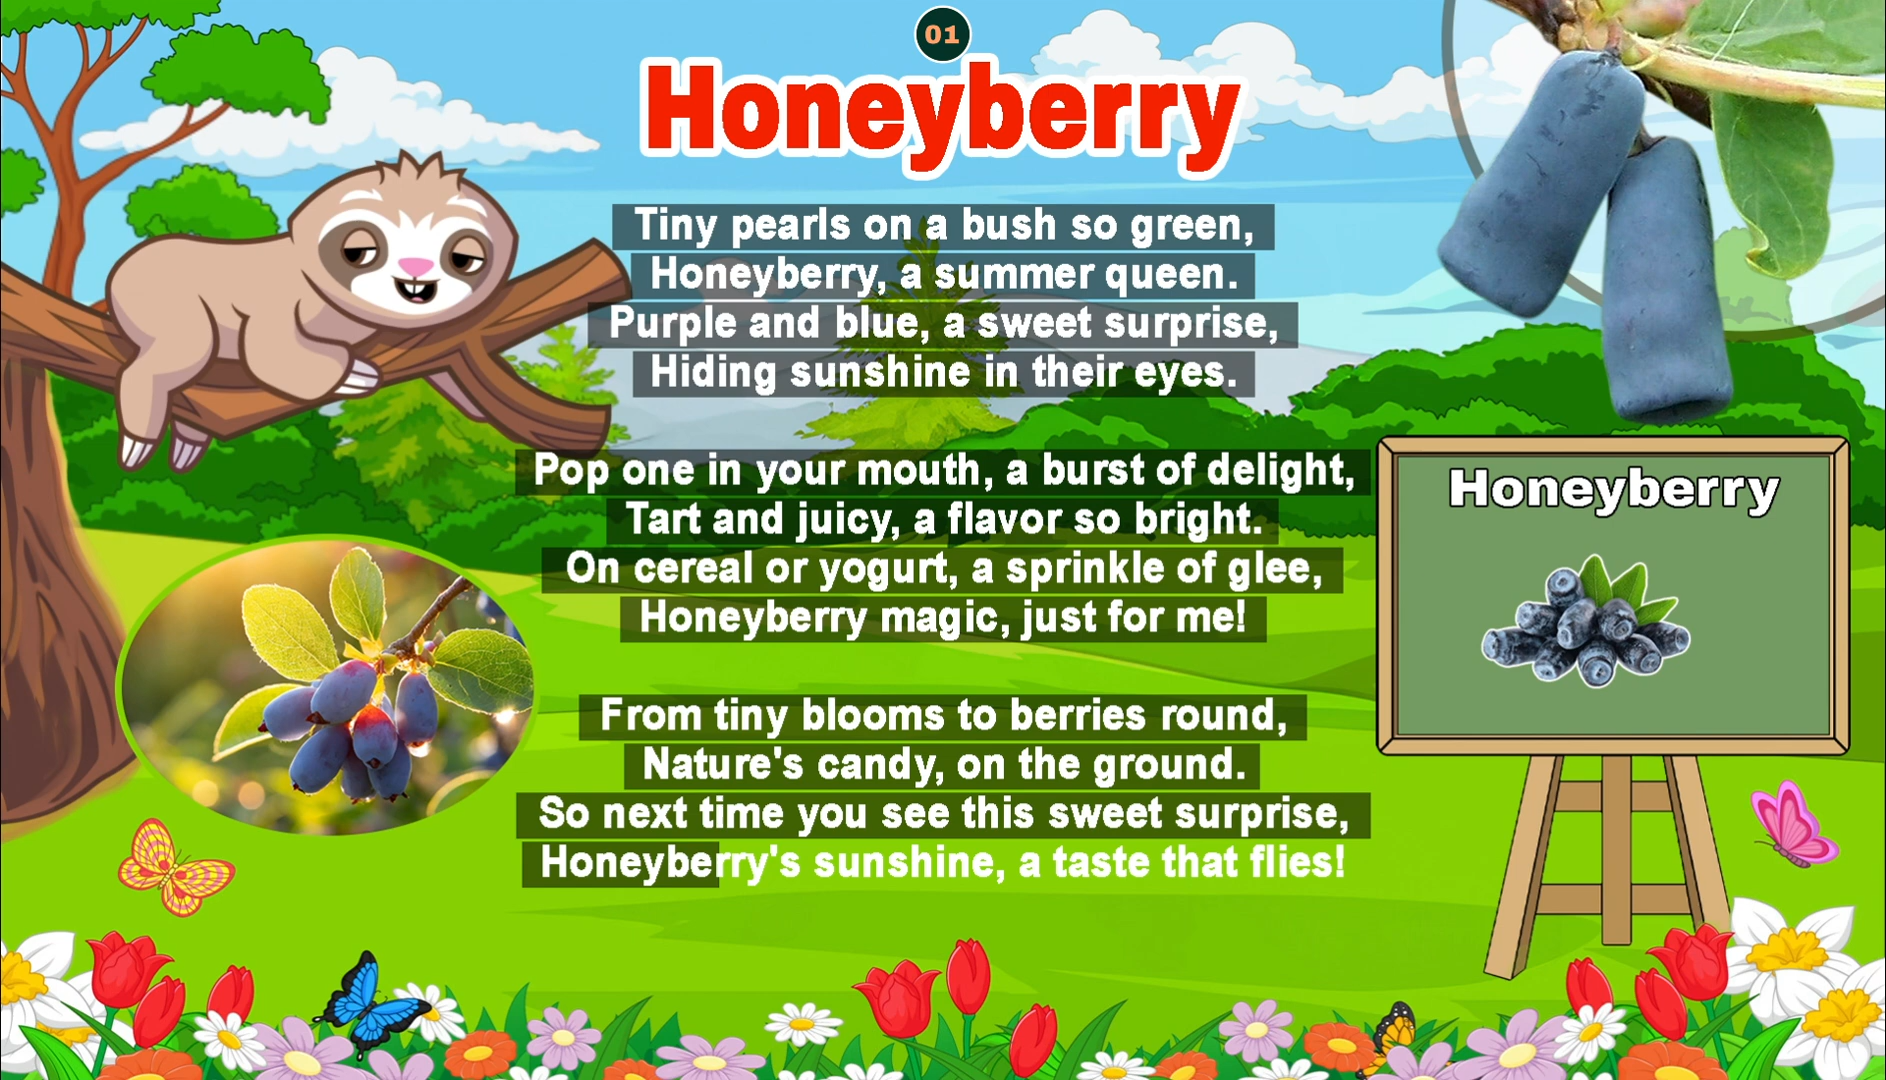 01
Honeyberry
Tiny pearls on a bush so green,
Honeyberry, a summer queen.
Purple and blue, a sweet surprise,
Hiding sunshine in their eyes.
Pop one in your mouth, a burst of delight,
Tart and juicy, a flavor so bright.
On cereal or yogurt, a sprinkle of glee,
Honeyberry magic, just for me!
From tiny blooms to berries round,
Nature's candy, on the ground.
So next time you see this sweet surprise,
Honeyberry's sunshine, a taste that flies!
Honeyberry